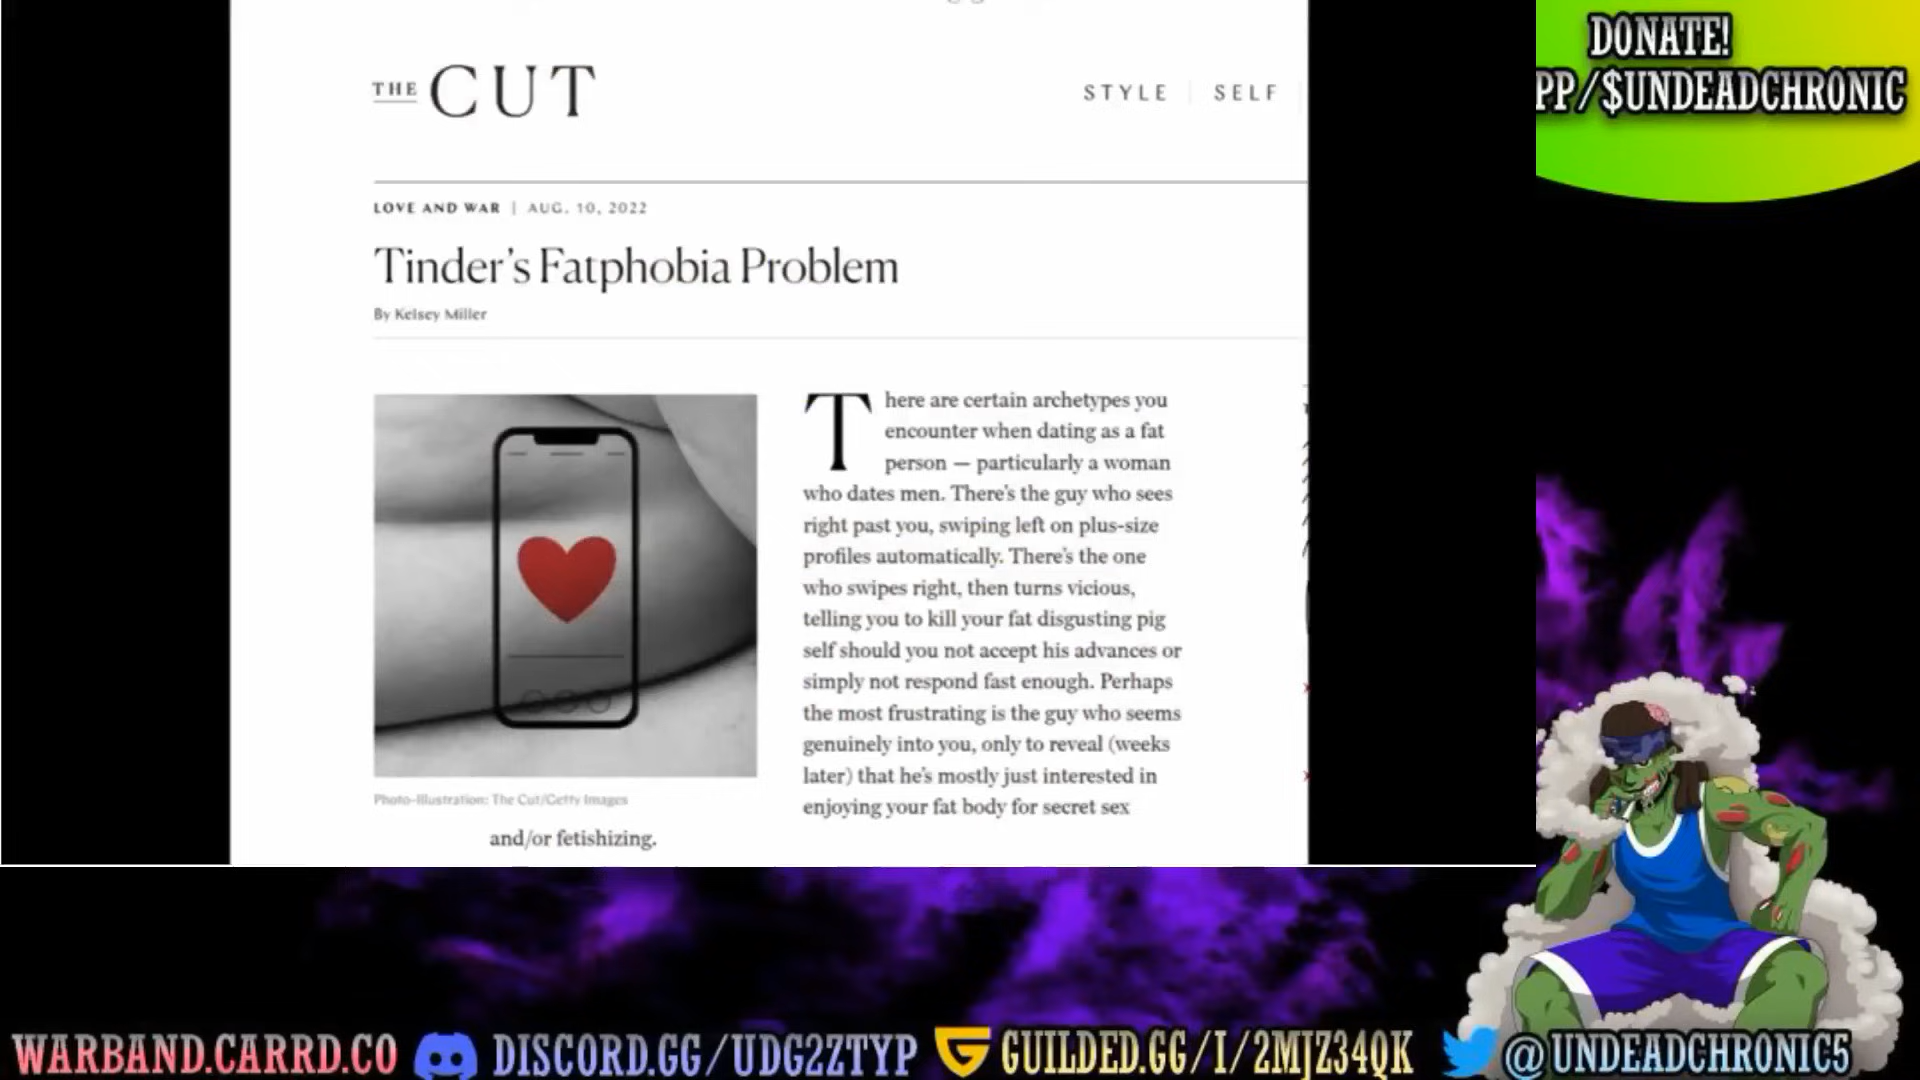 THE CUT
STYLE | SELF
LOVE AND WAR | AUG. 10, 2022
Tinder's Fatphobia Problem
By Kelsey Miller
There are certain archetypes you
encounter when dating as a fat
person — particularly a woman
who dates men. There's the guy who sees
right past you, swiping left on plus-size
profiles automatically. There's the one
who swipes right, then turns vicious,
telling you to kill your fat disgusting pig
self should you not accept his advances or
simply not respond fast enough. Perhaps
the most frustrating is the guy who seems
genuinely into you, only to reveal (weeks
later) that he's mostly just interested in
enjoying your fat body for secret sex
Photo-Illustration: The Cut/Getty Images
and/or fetishizing.
DONATE!
PP/$UNDEADCHRONIC
WARBAND.CARRD.CO DISCORD.GG/UDG2ZTYP GUILDED.GG/I/2MJZ34QK @UNDEADCHRONIC5